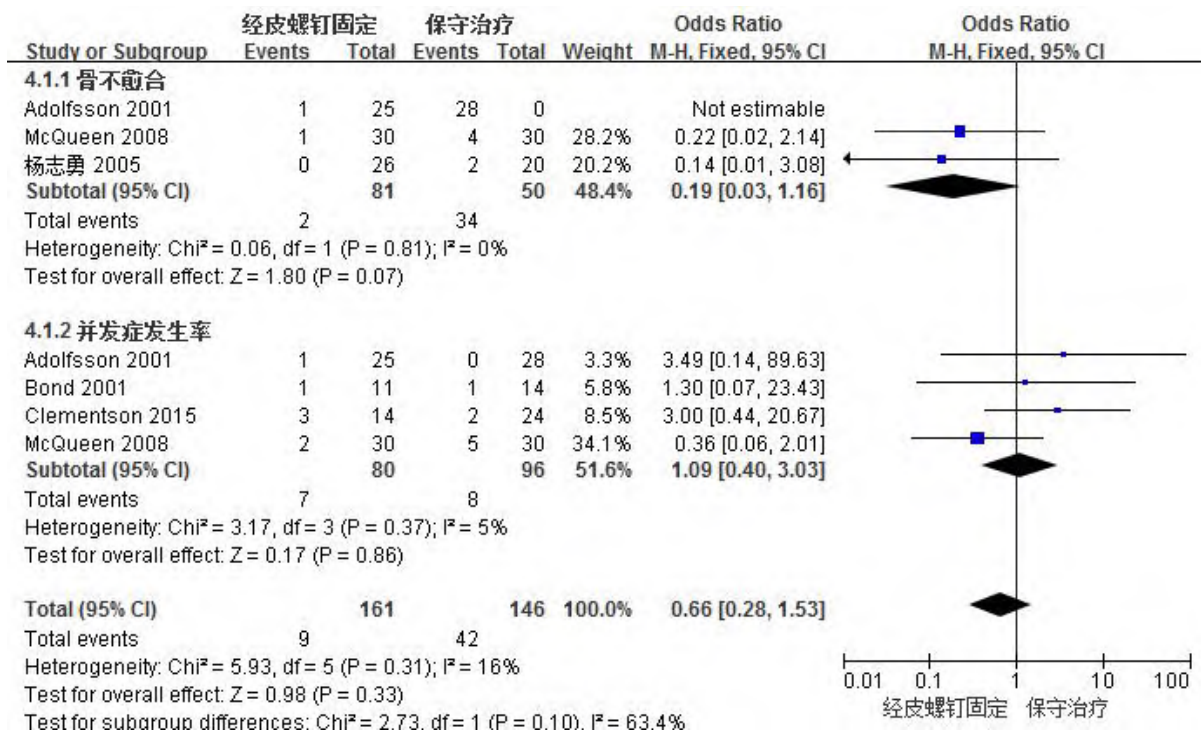 经皮螺钉固定 保守治疗 Odds Ratio Odds Ratio
Study or Subgroup Events Total Events Total Weight M-H, Fixed, 95% CI M-H, Fixed, 95% CI
4.1.1 骨不愈合
Adolfsson 2001 1 25 28 0 Not estimable
McQueen 2008 1 30 4 30 28.2% 0.22 [0.02, 2.14]
杨志勇 2005 0 26 2 20 20.2% 0.14 [0.01, 3.08]
Subtotal (95% CI) 81 50 48.4% 0.19 [0.03, 1.16]
Total events 2 34
Heterogeneity: Chi² = 0.06, df = 1 (P = 0.81); I² = 0%
Test for overall effect: Z = 1.80 (P = 0.07)
4.1.2 并发症发生率
Adolfsson 2001 1 25 0 28 3.3% 3.49 [0.14, 89.63]
Bond 2001 1 11 1 14 5.8% 1.30 [0.07, 23.43]
Clementson 2015 3 14 2 24 8.5% 3.00 [0.44, 20.67]
McQueen 2008 2 30 5 30 34.1% 0.36 [0.06, 2.01]
Subtotal (95% CI) 80 96 51.6% 1.09 [0.40, 3.03]
Total events 7 8
Heterogeneity: Chi² = 3.17, df = 3 (P = 0.37); I² = 5%
Test for overall effect: Z = 0.17 (P = 0.86)
Total (95% CI) 161 146 100.0% 0.66 [0.28, 1.53]
Total events 9 42
Heterogeneity: Chi² = 5.93, df = 5 (P = 0.31); I² = 16%
Test for overall effect: Z = 0.98 (P = 0.33)
Test for subgroup differences: Chi² = 2.73, df = 1 (P = 0.10), I² = 63.4%
0.01 0.1 1 10 100
经皮螺钉固定 保守治疗